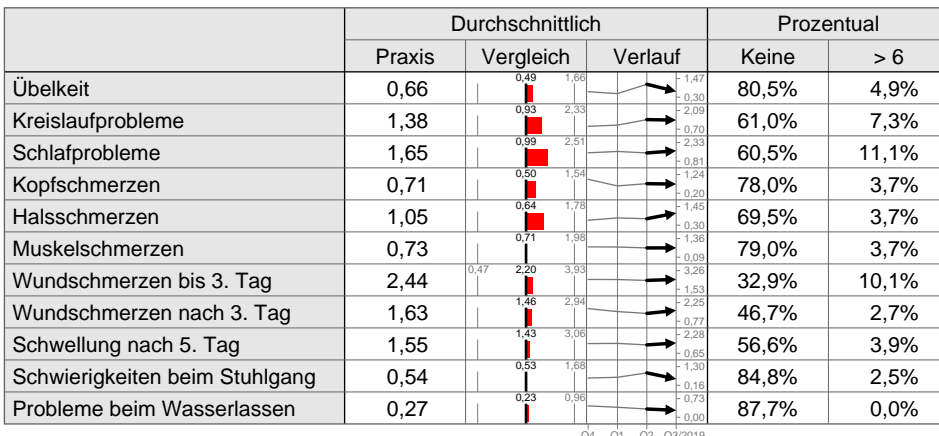 Durchschnittlich Prozentual
Praxis Vergleich Verlauf Keine > 6
Übelkeit 0,66 0,49 1,66 1,47 0,30 80,5% 4,9%
Kreislaufprobleme 1,38 0,93 2,33 2,09 0,70 61,0% 7,3%
Schlafprobleme 1,65 0,99 2,51 2,33 0,81 60,5% 11,1%
Kopfschmerzen 0,71 0,50 1,54 1,24 0,20 78,0% 3,7%
Halsschmerzen 1,05 0,64 1,78 1,45 0,30 69,5% 3,7%
Muskelschmerzen 0,73 0,71 1,98 1,36 0,09 79,0% 3,7%
Wundschmerzen bis 3. Tag 2,44 0,47 2,20 3,93 3,26 1,53 32,9% 10,1%
Wundschmerzen nach 3. Tag 1,63 1,46 2,94 2,25 0,77 46,7% 2,7%
Schwellung nach 5. Tag 1,55 1,43 3,06 2,28 0,65 56,6% 3,9%
Schwierigkeiten beim Stuhlgang 0,54 0,53 1,68 1,30 0,16 84,8% 2,5%
Probleme beim Wasserlassen 0,27 0,23 0,96 0,73 0,00 87,7% 0,0%
Q4 Q1 Q2 Q3/2019